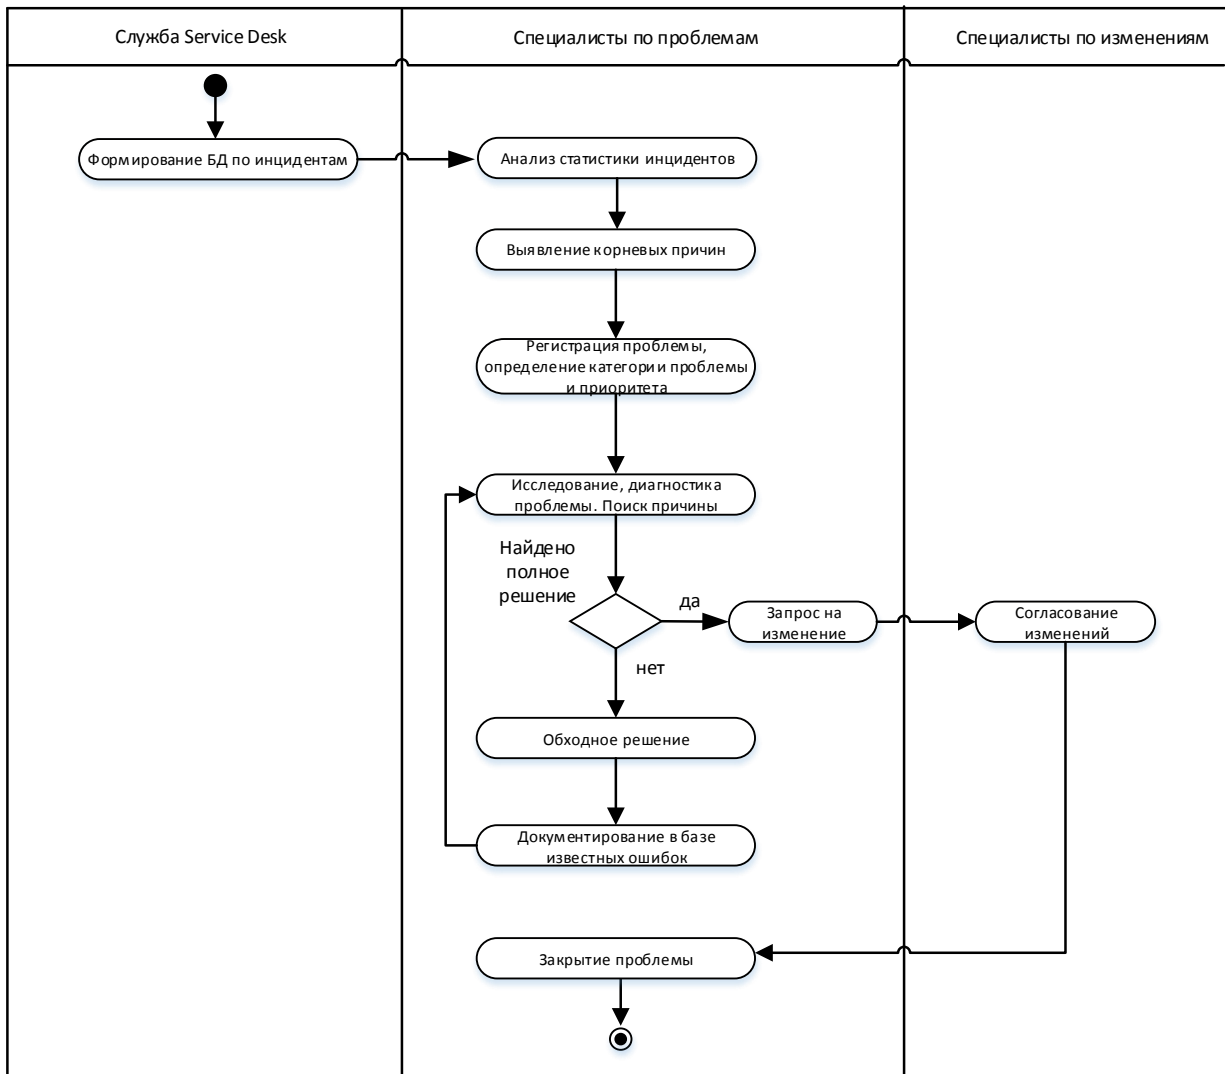 Служба Service Desk
Специалисты по проблемам
Специалисты по изменениям
Формирование БД по инцидентам
Анализ статистики инцидентов
Выявление корневых причин
Регистрация проблемы,
определение категории проблемы
и приоритета
Исследование, диагностика
проблемы. Поиск причины
Найдено
полное
решение
да
Запрос на
изменение
Согласование
изменений
нет
Обходное решение
Документирование в базе
известных ошибок
Закрытие проблемы